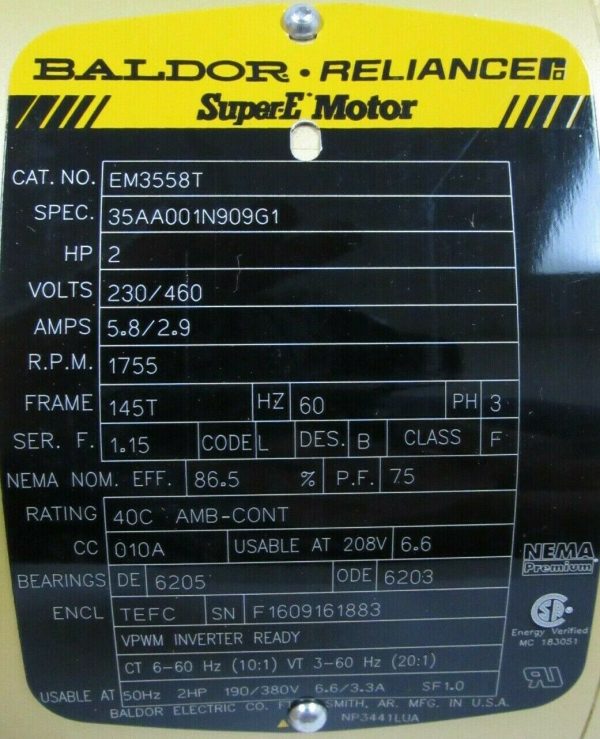 BALDOR · RELIANCE
Super-E Motor
CAT. NO. EM3558T
SPEC. 35AA001N909G1
HP 2
VOLTS 230/460
AMPS 5.8/2.9
R.P.M. 1755
FRAME 145T HZ 60 PH 3
SER. F. 1.15 CODE L DES. B CLASS F
NEMA NOM. EFF. 86.5 % P.F. 75
RATING 40C AMB-CONT
CC 010A USABLE AT 208V 6.6
BEARINGS DE 6205 ODE 6203
NEMA
Premium
ENCL TEFC SN F1609161883
Energy Verified
MC 183051
VPWM INVERTER READY
CT 6-60 Hz (10:1) VT 3-60 Hz (20:1)
USABLE AT 50Hz 2HP 190/380V 6.6/3.3A SF1.0
BALDOR ELECTRIC CO. SMITH, AR. MFG. IN U.S.A.
NP3441LUA